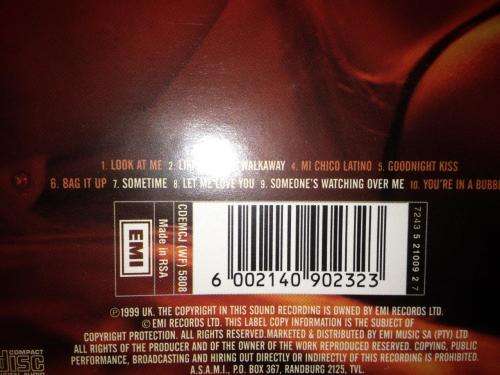 1. LOOK AT ME 2. WALKAWAY 4. MI CHICO LATINO 5. GOODNIGHT KISS
6. BAG IT UP 7. SOMETIME 8. LET ME LOVE YOU 9. SOMEONE'S WATCHING OVER ME 10. YOU'RE IN A BUBB
EMI
Made in RSA
CDEMCJ (WF) 5808
6 002140 902323
7243 5 21009 2 7
℗1999 UK. THE COPYRIGHT IN THIS SOUND RECORDING IS OWNED BY EMI RECORDS LTD.
© EMI RECORDS LTD. THIS LABEL COPY INFORMATION IS THE SUBJECT OF
COPYRIGHT PROTECTION. ALL RIGHTS RESERVED.MARKETED & DISTRIBUTED BY EMI MUSIC SA (PTY) LTD
ALL RIGHTS OF THE PRODUCER AND OF THE OWNER OF THE WORK REPRODUCED RESERVED. COPYING, PUBLIC
PERFORMANCE, BROADCASTING AND HIRING OUT DIRECTLY OR INDIRECTLY OF THIS RECORDING IS PROHIBITED.
A.S.A.M.I., P.O. BOX 367, RANDBURG 2125, TVL.
COMPACT
disc